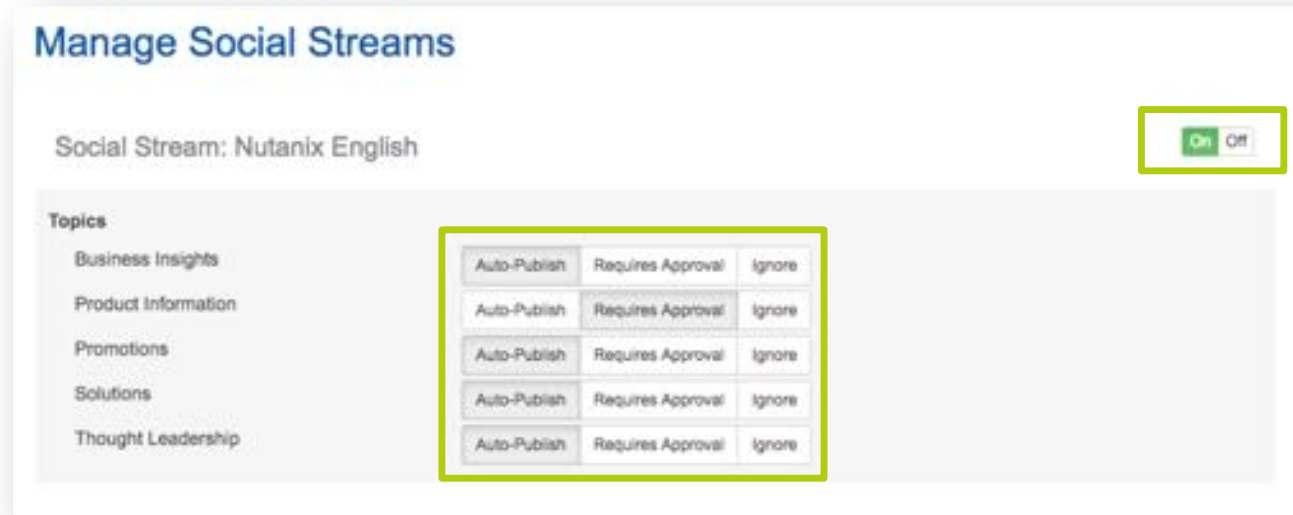 Manage Social Streams
Social Stream: Nutanix English On Off
Topics
Business Insights Auto-Publish Requires Approval Ignore
Product Information Auto-Publish Requires Approval Ignore
Promotions Auto-Publish Requires Approval Ignore
Solutions Auto-Publish Requires Approval Ignore
Thought Leadership Auto-Publish Requires Approval Ignore